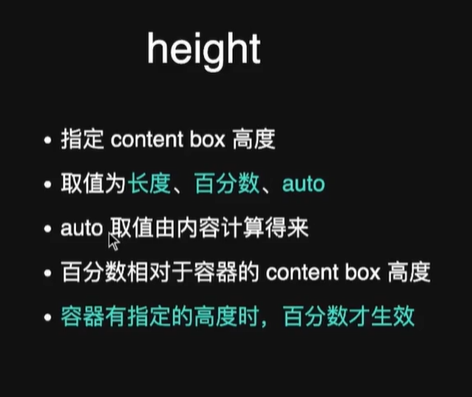 height
• 指定 content box 高度
• 取值为长度、百分数、auto
• auto 取值由内容计算得来
• 百分数相对于容器的 content box 高度
• 容器有指定的高度时，百分数才生效